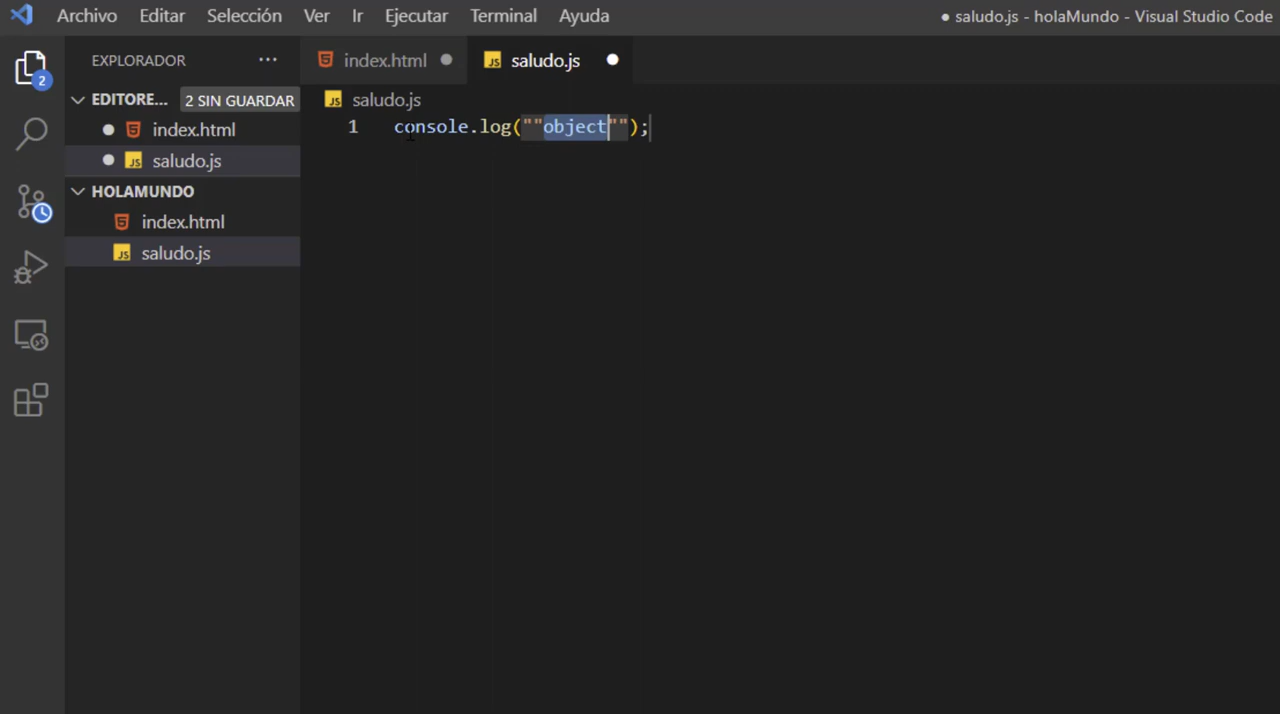 Archivo Editar Selección Ver Ir Ejecutar Terminal Ayuda ● saludo.js - holaMundo - Visual Studio Code
EXPLORADOR ···
EDITORE... 2 SIN GUARDAR
index.html
saludo.js
HOLAMUNDO
index.html
saludo.js
2
index.html
JS saludo.js
JS saludo.js
1 console.log(""object"");